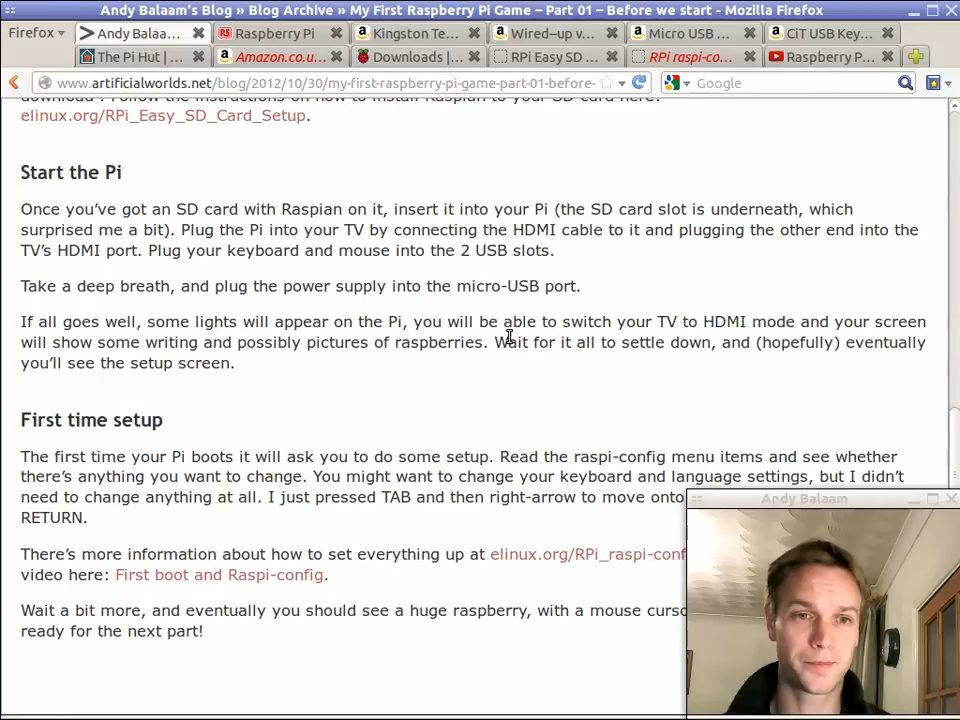 Andy Balaam's Blog » Blog Archive » My First Raspberry Pi Game – Part 01 – Before we start - Mozilla Firefox
Firefox
Andy Balaa...
Raspberry Pi
Kingston Te...
Wired–up v...
Micro USB ...
CiT USB Key...
The Pi Hut | ...
Amazon.co.u...
Downloads | ...
RPi Easy SD ...
RPi raspi-co...
Raspberry P...
www.artificialworlds.net/blog/2012/10/30/my-first-raspberry-pi-game-part-01-before-
Google
download . Follow the instructions on how to install Raspian to your SD card here:
elinux.org/RPi_Easy_SD_Card_Setup.
Start the Pi
Once you've got an SD card with Raspian on it, insert it into your Pi (the SD card slot is underneath, which
surprised me a bit). Plug the Pi into your TV by connecting the HDMI cable to it and plugging the other end into the
TV's HDMI port. Plug your keyboard and mouse into the 2 USB slots.
Take a deep breath, and plug the power supply into the micro-USB port.
If all goes well, some lights will appear on the Pi, you will be able to switch your TV to HDMI mode and your screen
will show some writing and possibly pictures of raspberries. Wait for it all to settle down, and (hopefully) eventually
you'll see the setup screen.
First time setup
The first time your Pi boots it will ask you to do some setup. Read the raspi-config menu items and see whether
there's anything you want to change. You might want to change your keyboard and language settings, but I didn't
need to change anything at all. I just pressed TAB and then right-arrow to move onto
RETURN.
There's more information about how to set everything up at elinux.org/RPi_raspi-conf
video here: First boot and Raspi-config.
Wait a bit more, and eventually you should see a huge raspberry, with a mouse curso
ready for the next part!
Andy Balaam